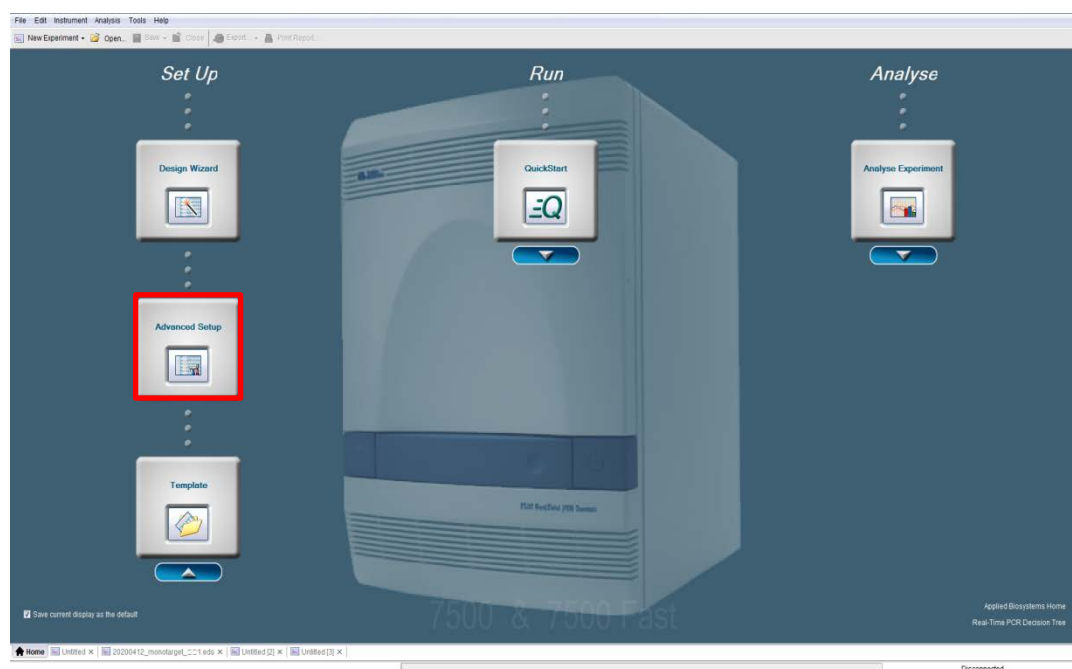 File Edit Instrument Analysis Tools Help
New Experiment Open... Save Close Export... Print Report...
Set Up
Run
Analyse
Design Wizard
QuickStart
Analyse Experiment
Advanced Setup
Template
7500 & 7500 Fast
Save current display as the default
Applied Biosystems Home
Real-Time PCR Decision Tree
Home Untitled × Untitled [2] × Untitled [3] ×
Disconnected